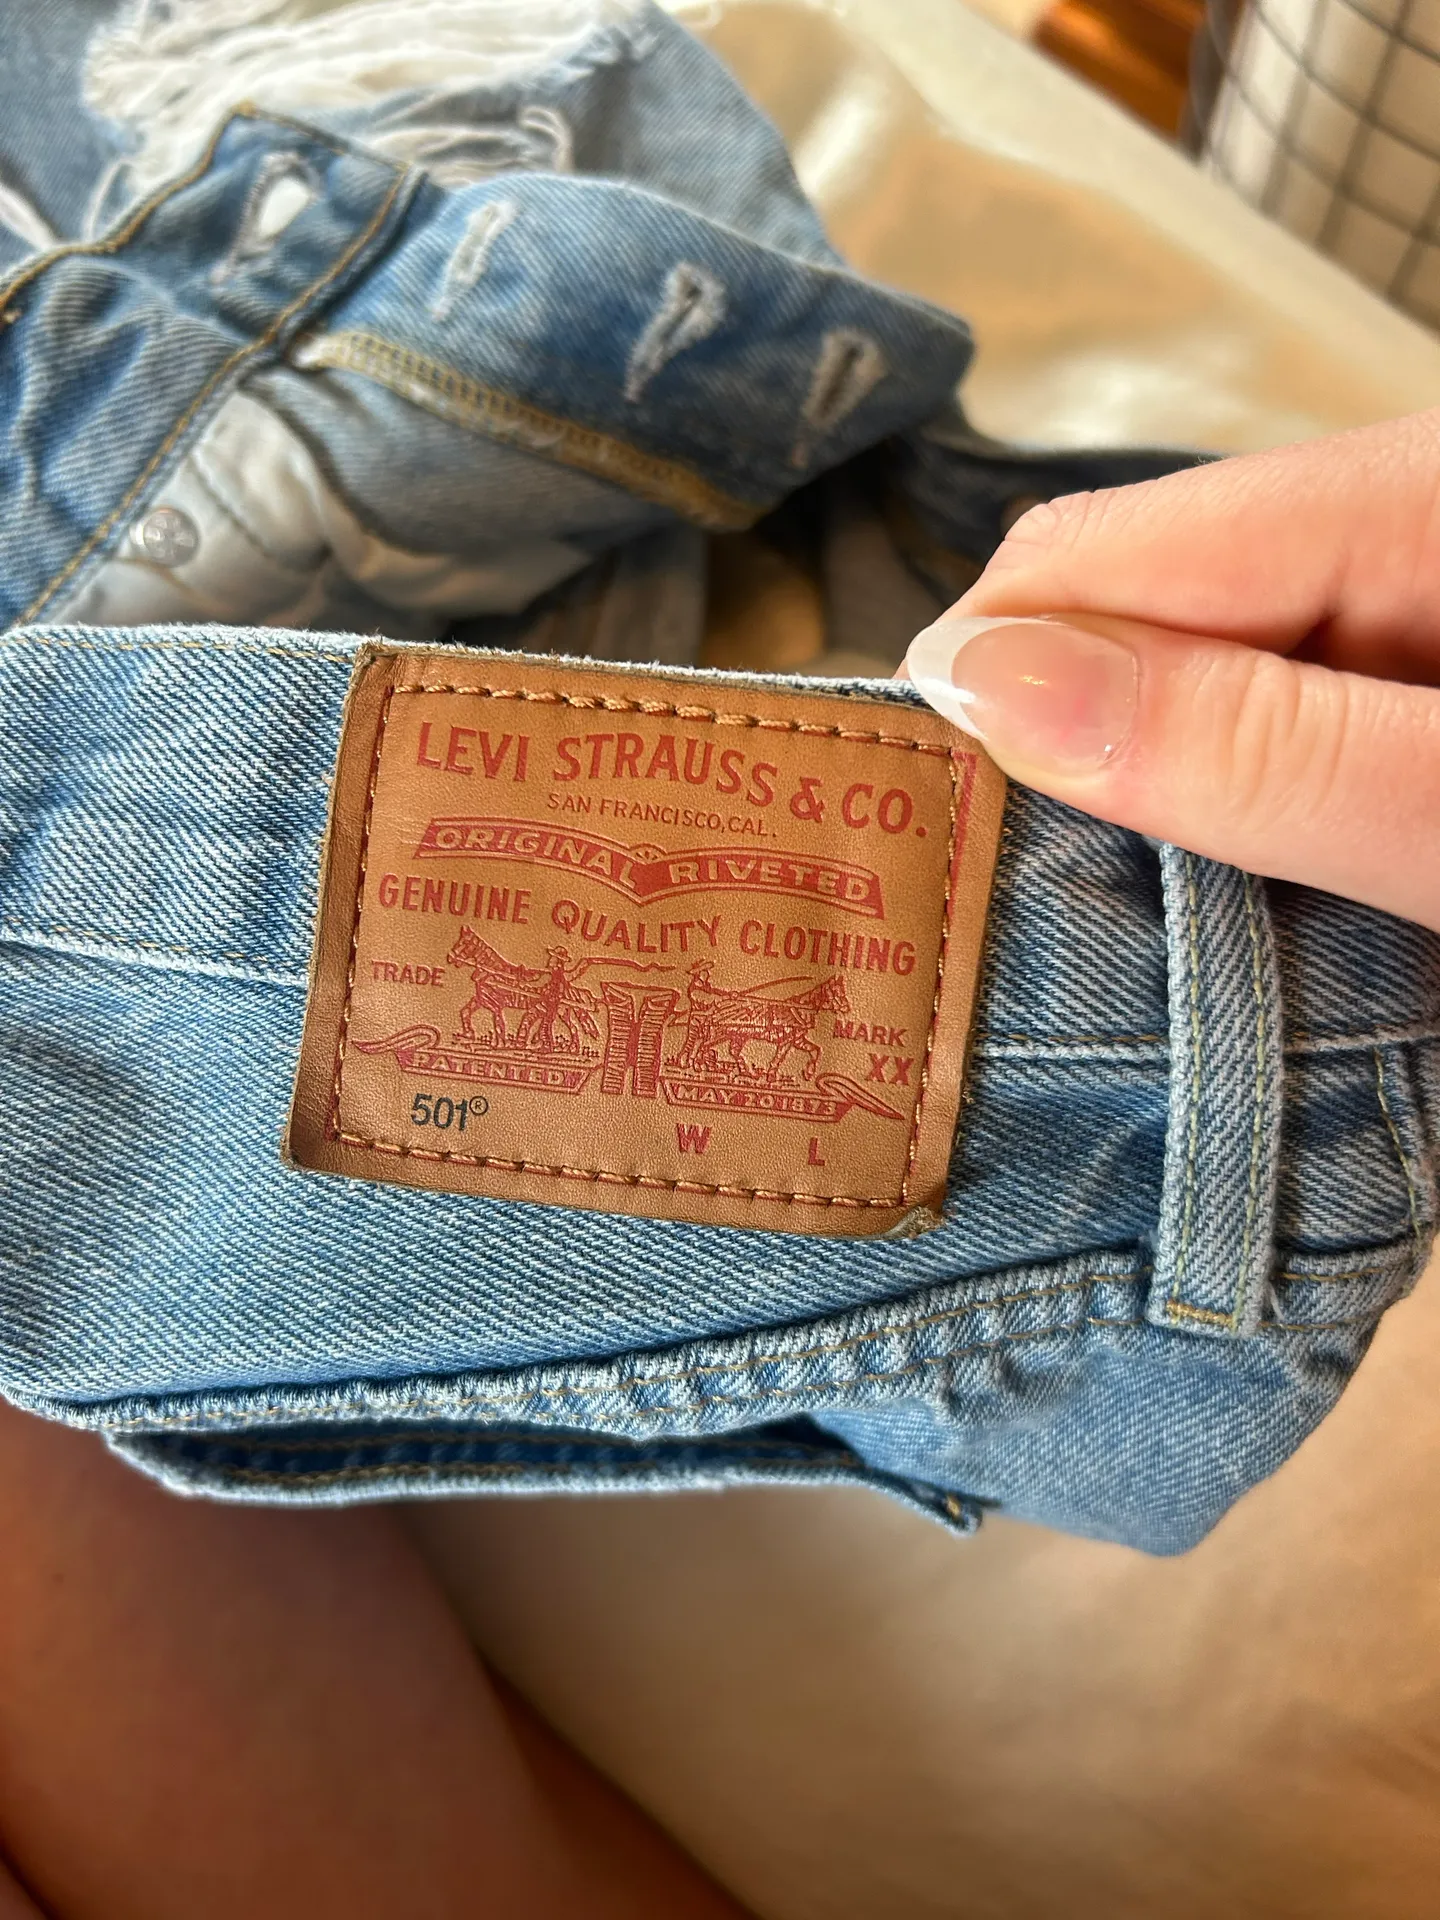 LEVI STRAUSS & CO.
SAN FRANCISCO, CAL.
ORIGINAL RIVETED
GENUINE QUALITY CLOTHING
TRADE MARK
XX
PATENTED MAY 20 1873
501®
W L